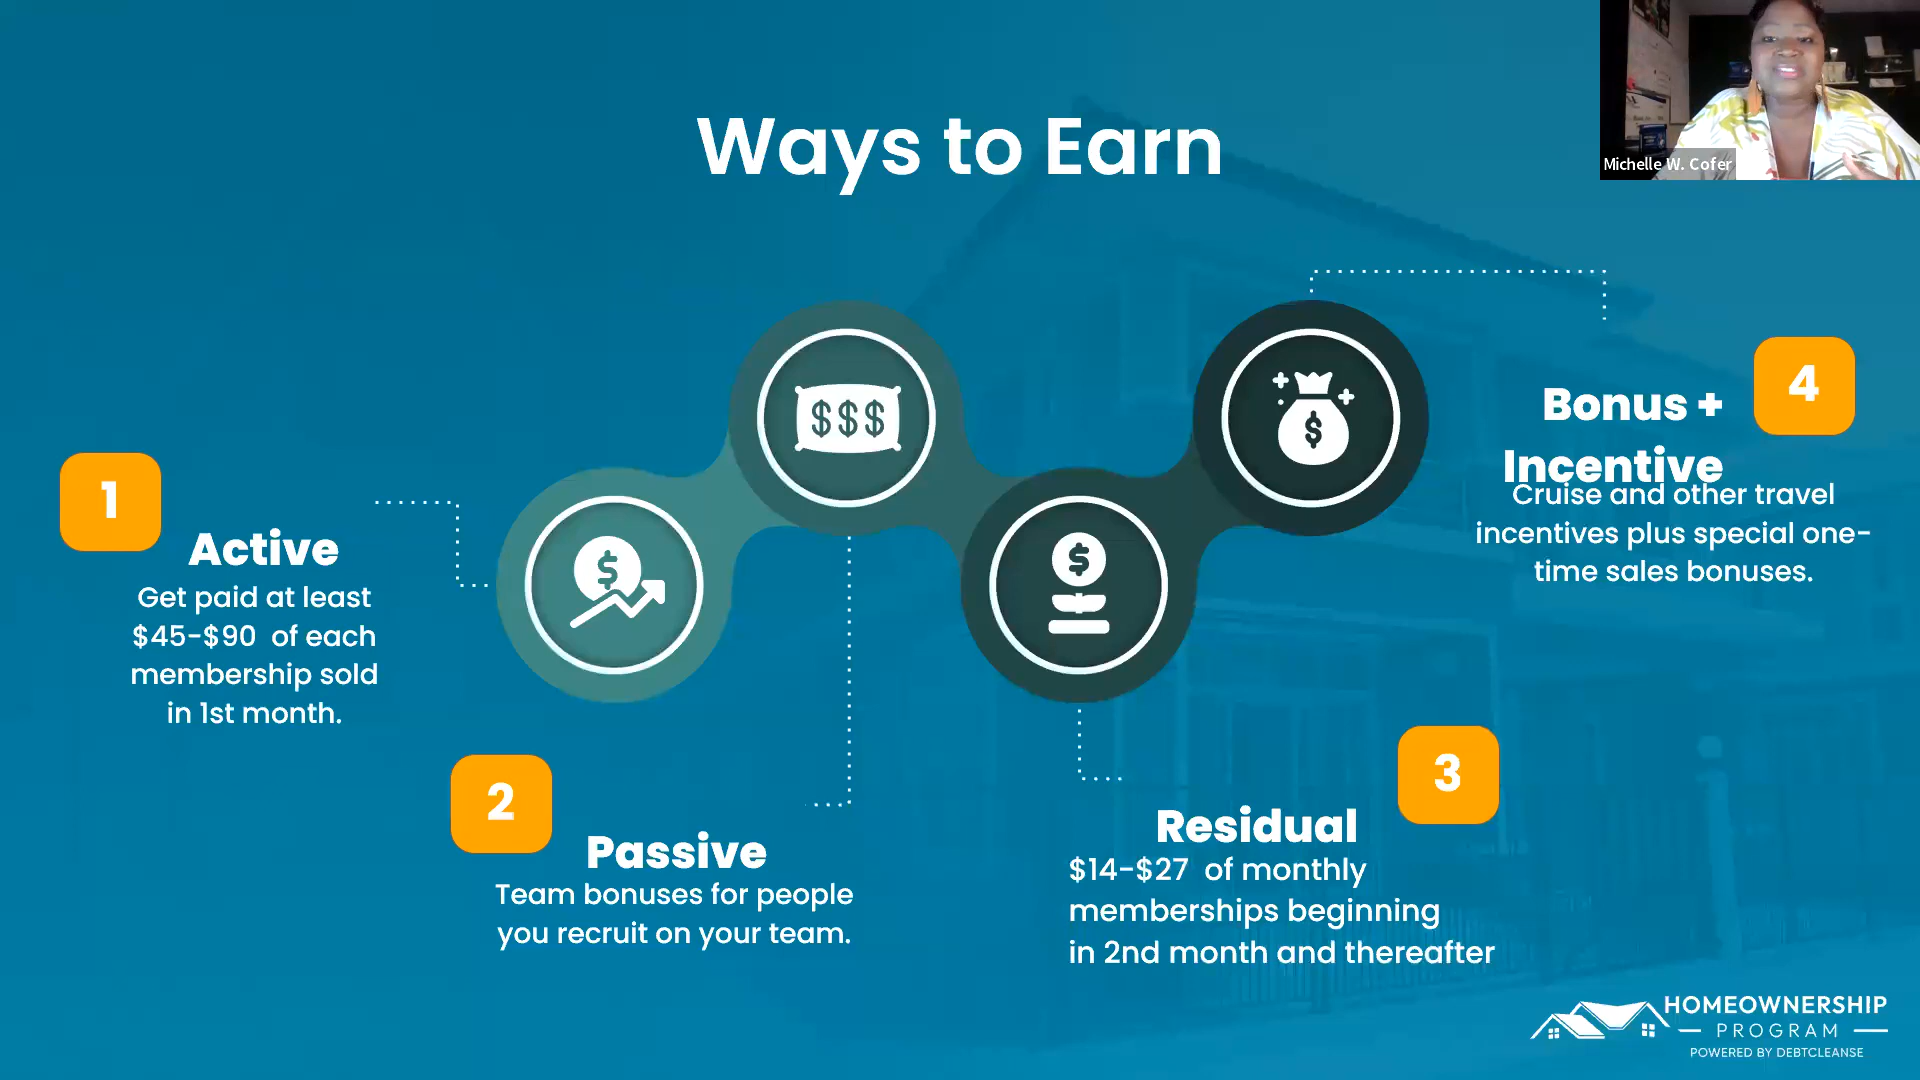 Michelle W. Cofer
Ways to Earn
1
Active
Get paid at least
$45-$90 of each
membership sold
in 1st month.
$$$
$
$
$
2
Passive
Team bonuses for people
you recruit on your team.
3
Residual
$14-$27 of monthly
memberships beginning
in 2nd month and thereafter
4
Bonus +
Incentive
Cruise and other travel
incentives plus special one-
time sales bonuses.
HOMEOWNERSHIP
PROGRAM
POWERED BY DEBTCLEANSE